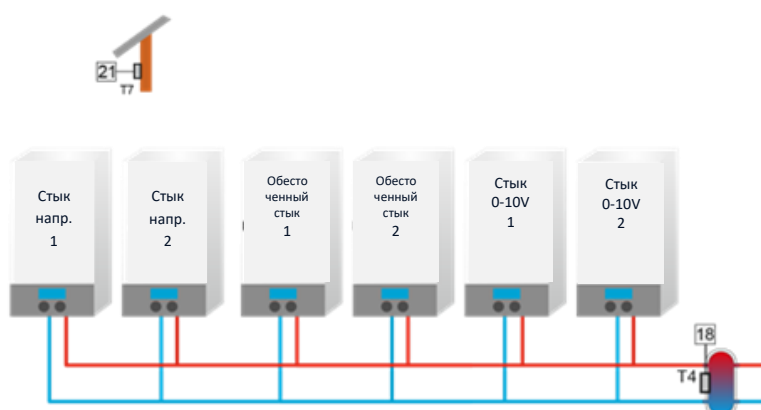 21
T7
Стык
напр.
1
Стык
напр.
2
Обесто
ченный
стык
1
Обесто
ченный
стык
2
Стык
0-10V
1
Стык
0-10V
2
18
T4